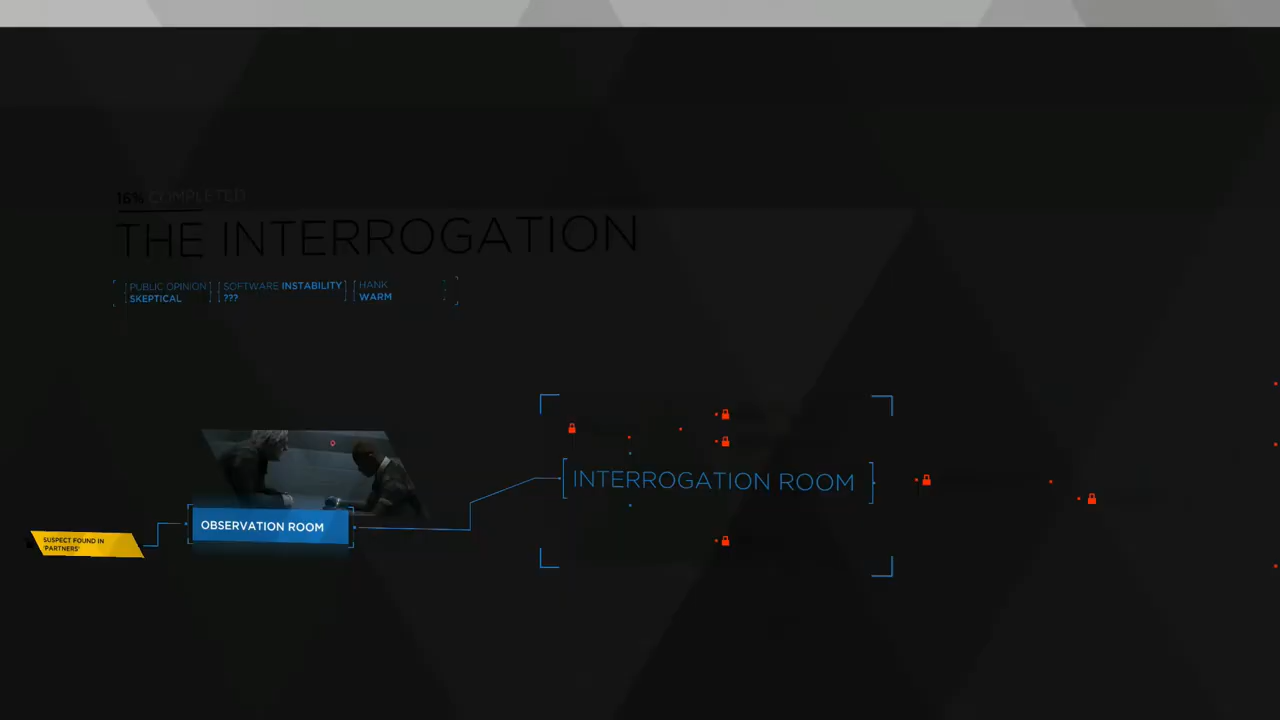 16% COMPLETED
THE INTERROGATION
PUBLIC OPINION
SKEPTICAL
SOFTWARE INSTABILITY
???
HANK
WARM
INTERROGATION ROOM
OBSERVATION ROOM
SUSPECT FOUND IN
'PARTNERS'